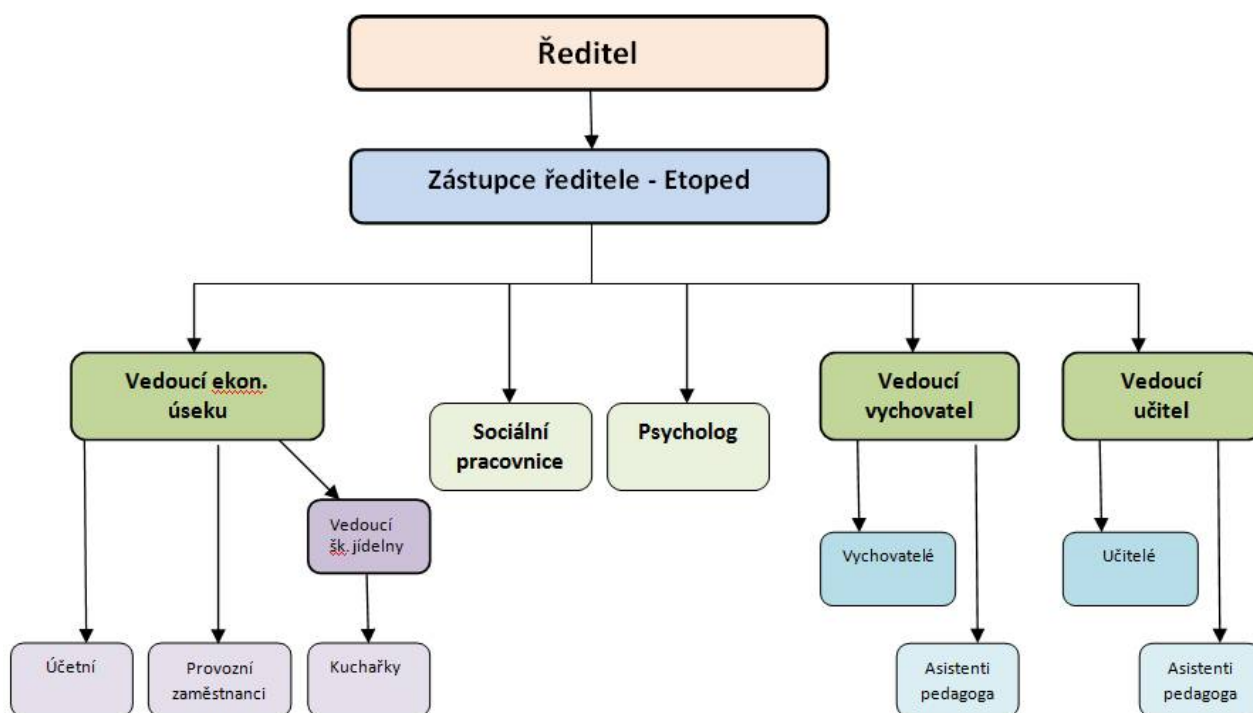 Ředitel
Zástupce ředitele - Etoped
Vedoucí ekon.
úseku
Sociální
pracovnice
Psycholog
Vedoucí
vychovatel
Vedoucí
učitel
Vedoucí
šk. jídelny
Vychovatelé
Učitelé
Účetní
Provozní
zaměstnanci
Kuchařky
Asistenti
pedagoga
Asistenti
pedagoga